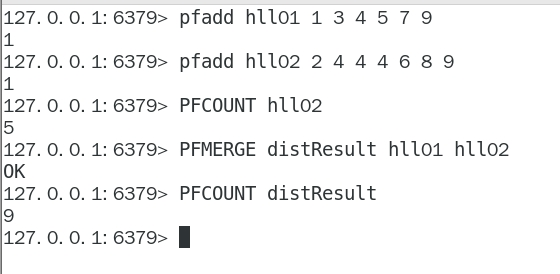 127.0.0.1:6379> pfadd hll01 1 3 4 5 7 9
1
127.0.0.1:6379> pfadd hll02 2 4 4 4 6 8 9
1
127.0.0.1:6379> PFCOUNT hll02
5
127.0.0.1:6379> PFMERGE distResult hll01 hll02
OK
127.0.0.1:6379> PFCOUNT distResult
9
127.0.0.1:6379>